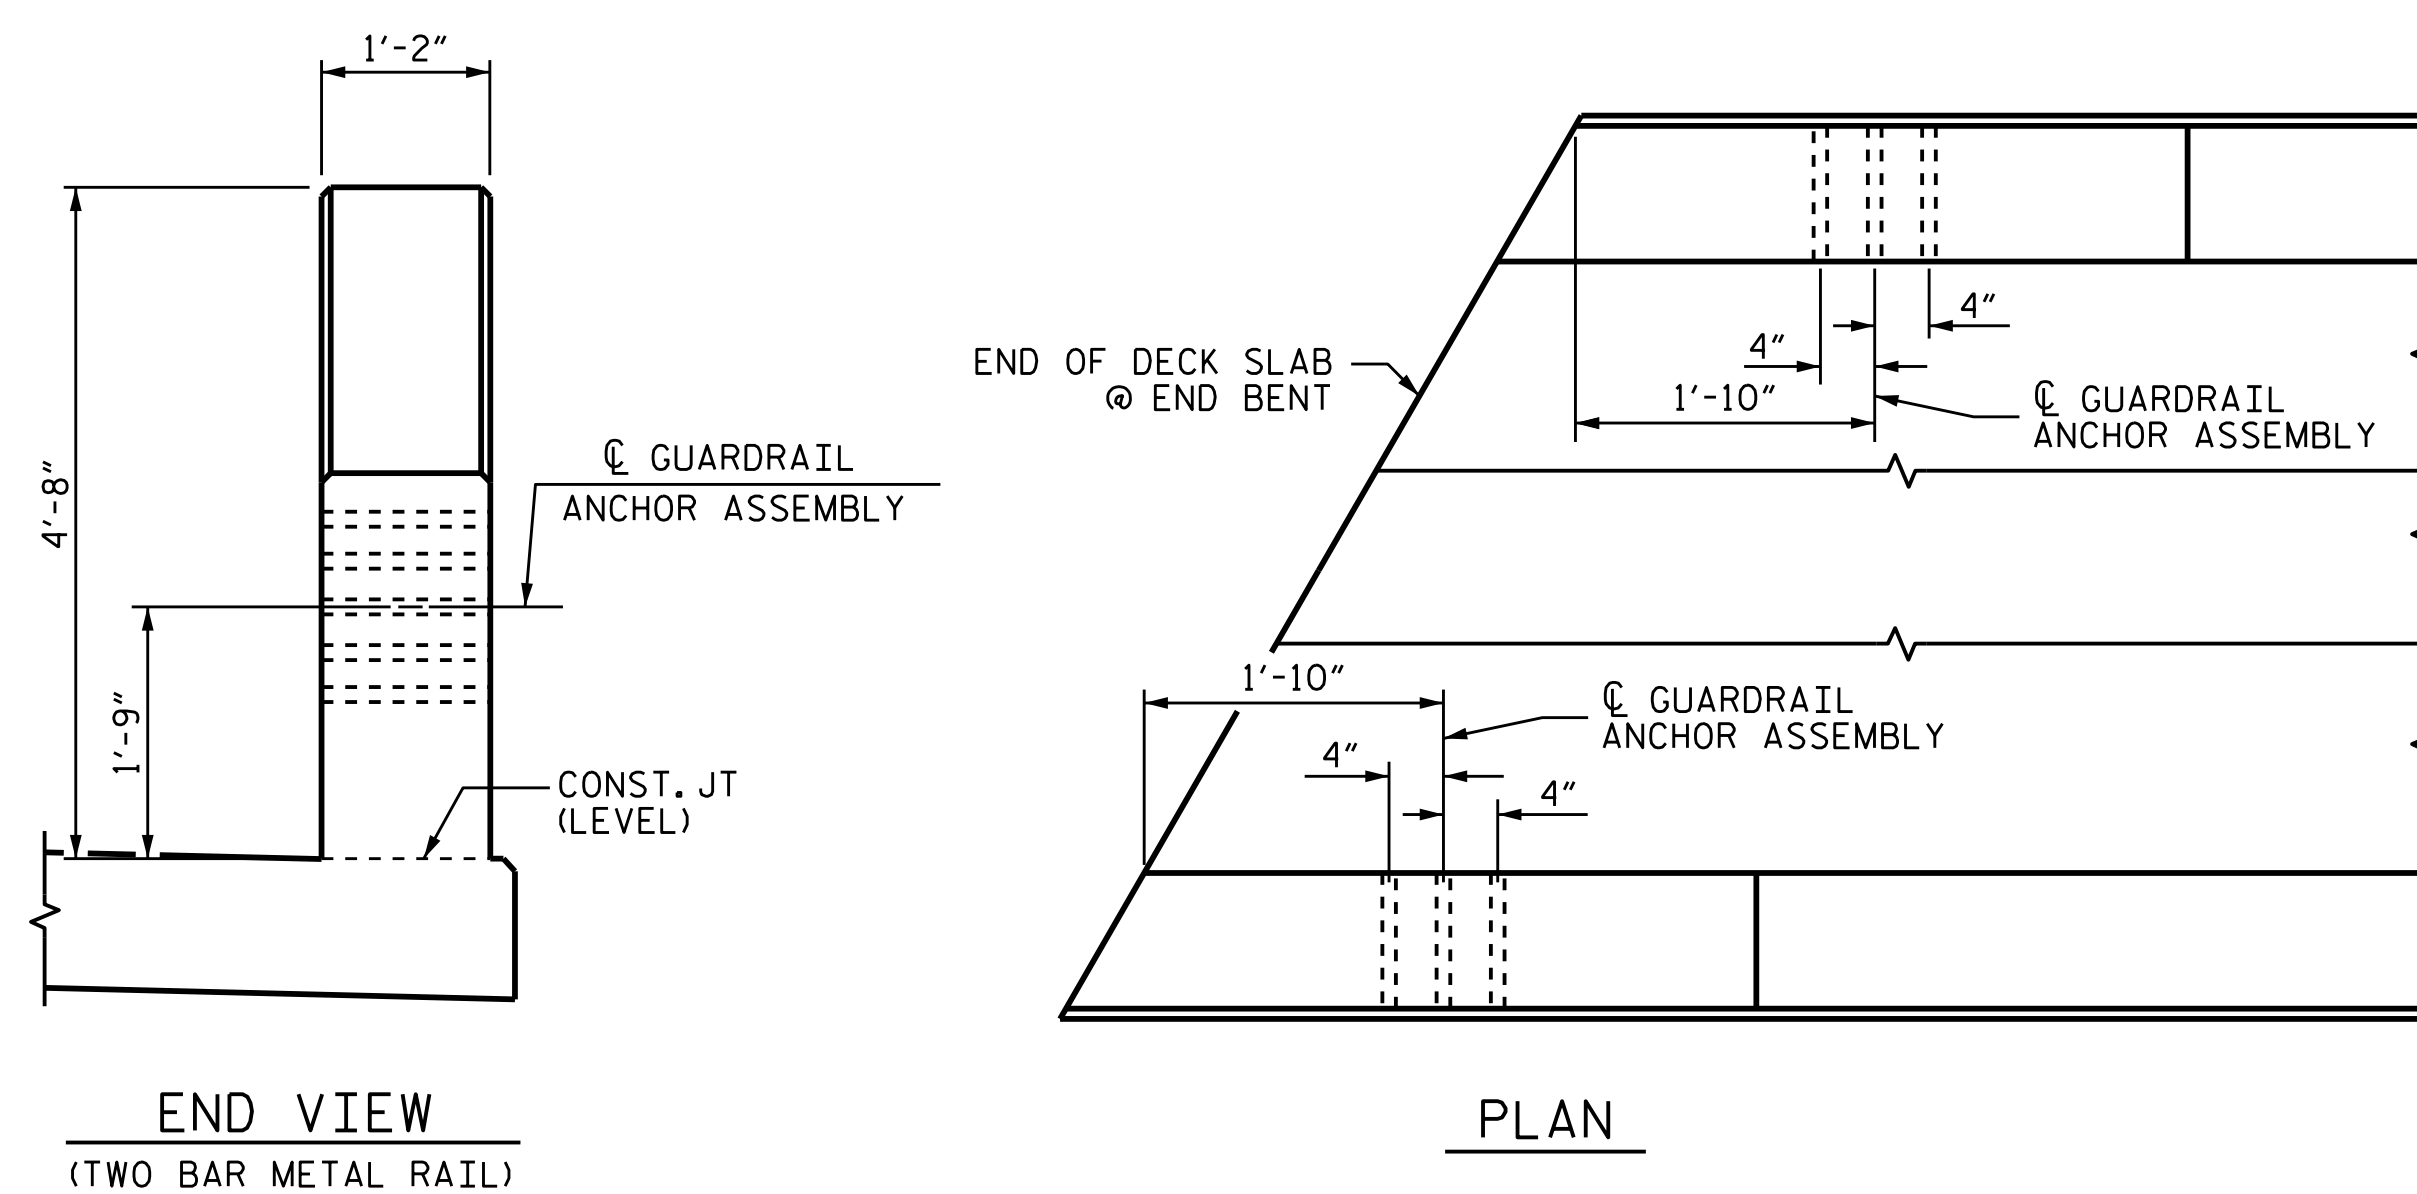 1'-2"
4'-8"
1'-9"
℄ GUARDRAIL
ANCHOR ASSEMBLY
CONST. JT
(LEVEL)
END VIEW
(TWO BAR METAL RAIL)
END OF DECK SLAB
@ END BENT
4"
4"
1'-10"
℄ GUARDRAIL
ANCHOR ASSEMBLY
1'-10"
℄ GUARDRAIL
ANCHOR ASSEMBLY
4"
4"
PLAN